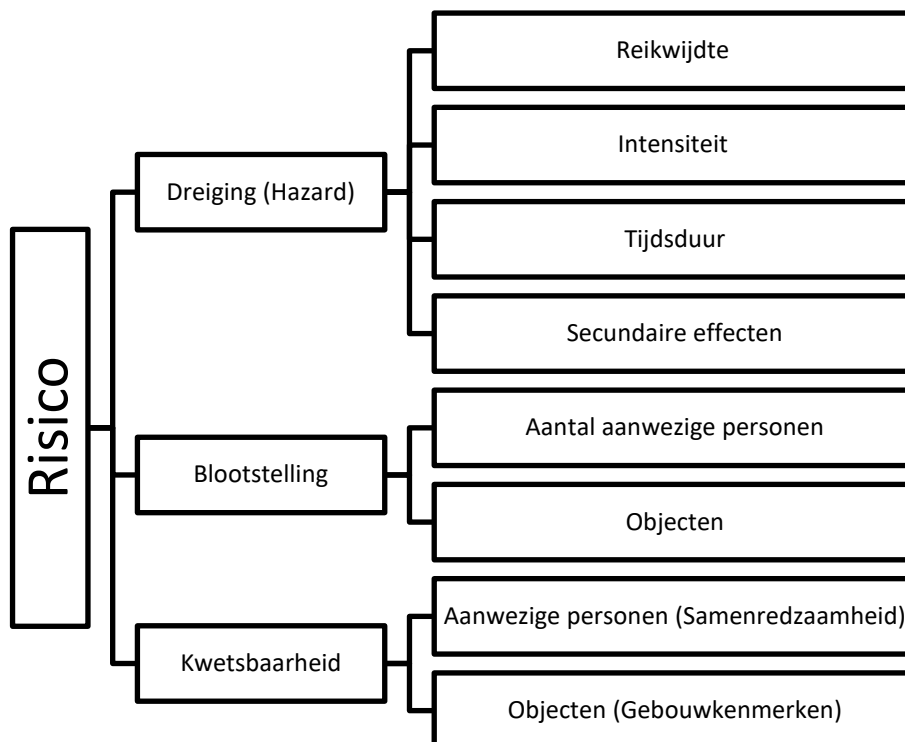 Risico
Dreiging (Hazard)
Reikwijdte
Intensiteit
Tijdsduur
Secundaire effecten
Blootstelling
Aantal aanwezige personen
Objecten
Kwetsbaarheid
Aanwezige personen (Samenredzaamheid)
Objecten (Gebouwkenmerken)